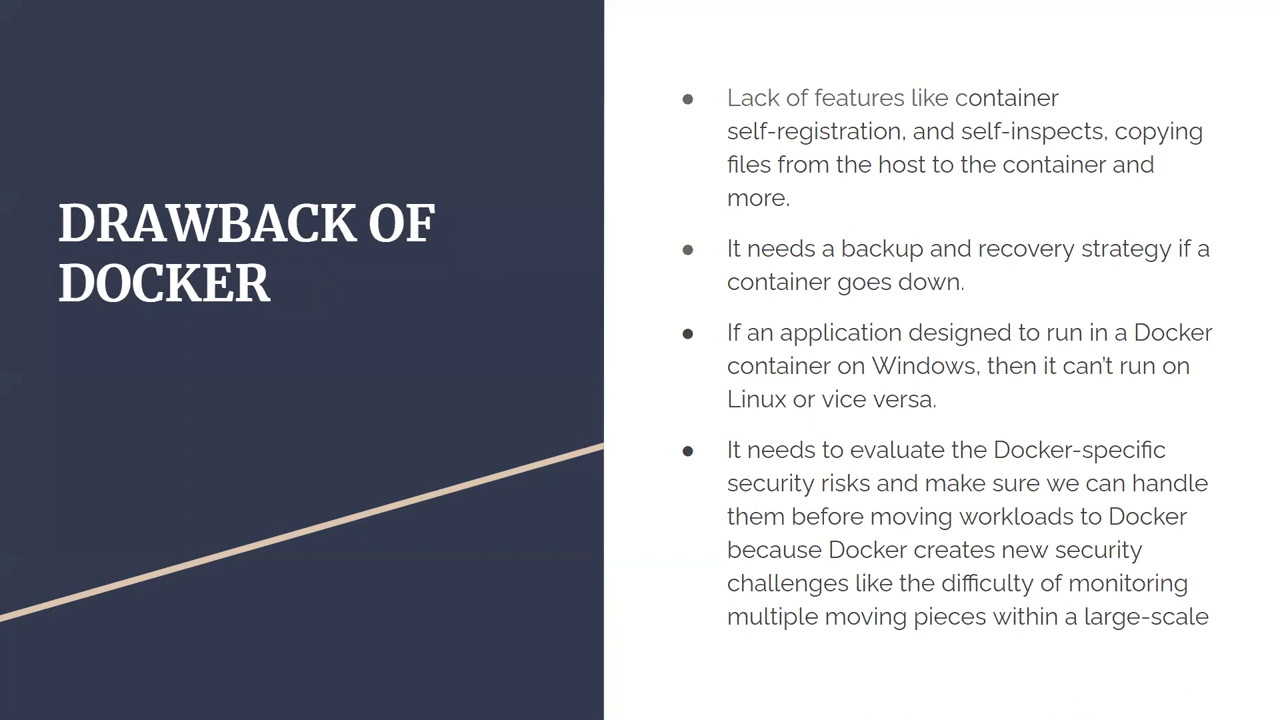 DRAWBACK OF
DOCKER
● Lack of features like container
self-registration, and self-inspects, copying
files from the host to the container and
more.
● It needs a backup and recovery strategy if a
container goes down.
● If an application designed to run in a Docker
container on Windows, then it can’t run on
Linux or vice versa.
● It needs to evaluate the Docker-specific
security risks and make sure we can handle
them before moving workloads to Docker
because Docker creates new security
challenges like the difficulty of monitoring
multiple moving pieces within a large-scale